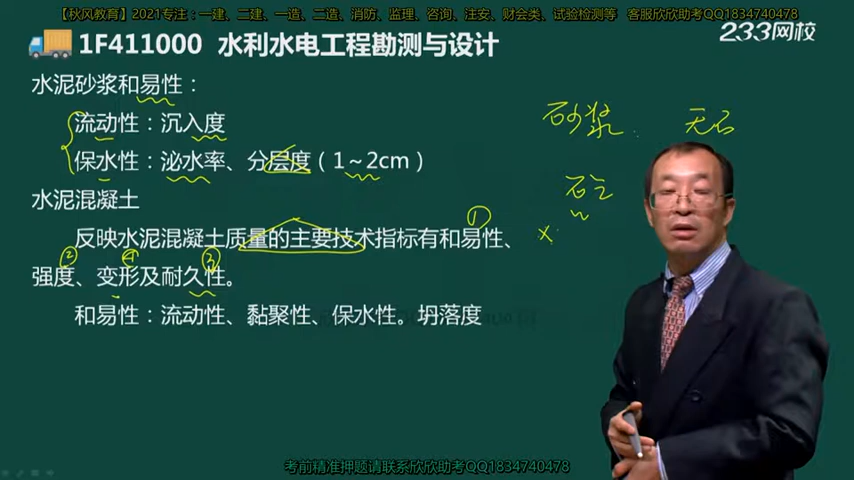 【秋风教育】2021专注：一建、二建、一造、二造、消防、监理、咨询、注安、财会类、试验检测等 客服欣欣助考QQ1834740478
233网校
1F411000 水利水电工程勘测与设计
水泥砂浆和易性：
流动性：沉入度
砂浆 无石
保水性：泌水率、分层度（1～2cm）
水泥混凝土
①
反映水泥混凝土质量的主要技术指标有和易性、
② ④ ③
强度、变形及耐久性。
和易性：流动性、黏聚性、保水性。坍落度
考前精准押题请联系欣欣助考QQ1834740478